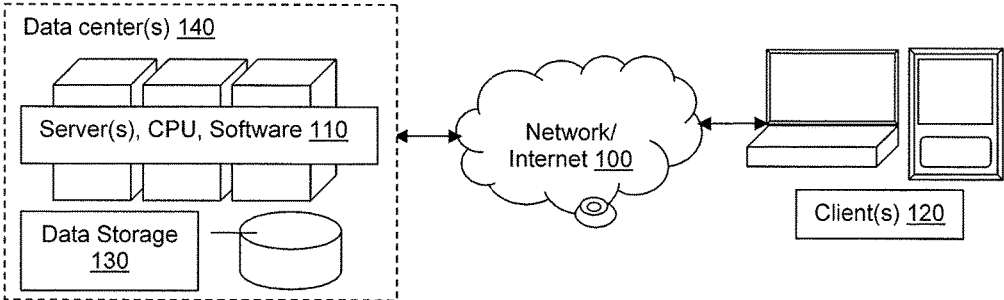 Data center(s) 140
Server(s), CPU, Software 110
Data Storage
130
Network/
Internet 100
Client(s) 120